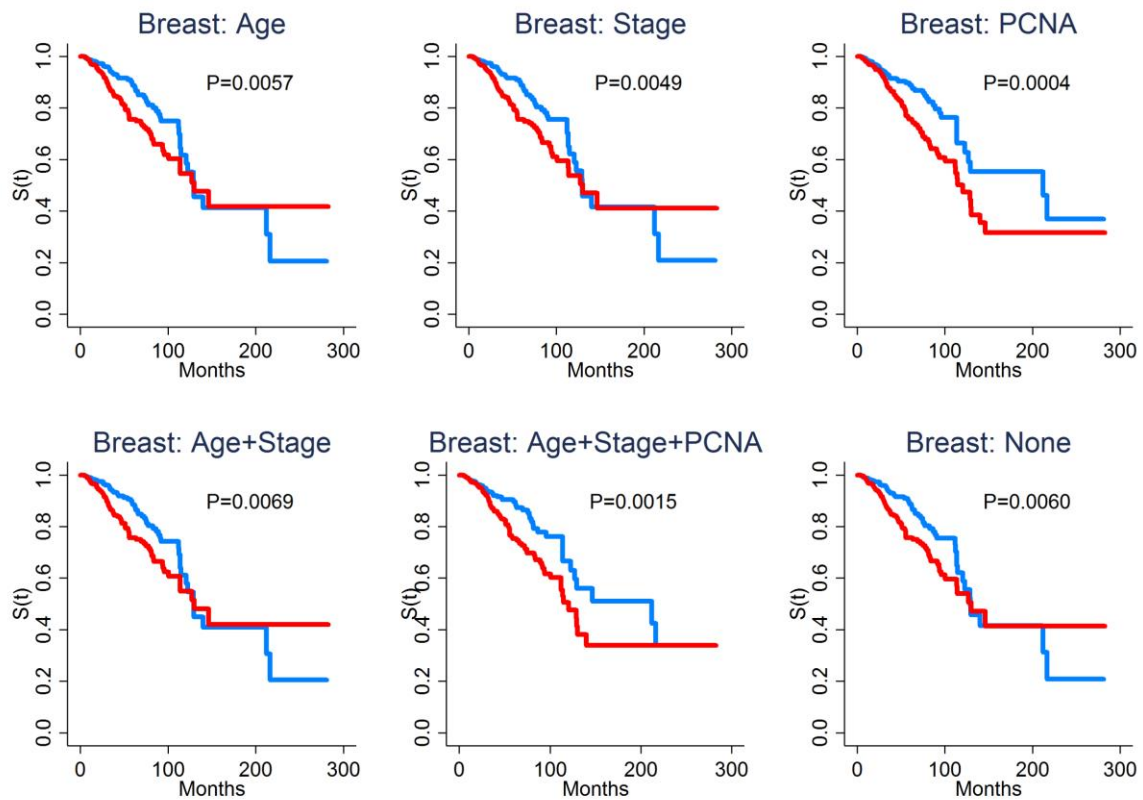 Breast: Age
P=0.0057
S(t)
0.0 0.2 0.4 0.6 0.8 1.0
0 100 200 300
Months
Breast: Stage
P=0.0049
S(t)
0.0 0.2 0.4 0.6 0.8 1.0
0 100 200 300
Months
Breast: PCNA
P=0.0004
S(t)
0.0 0.2 0.4 0.6 0.8 1.0
0 100 200 300
Months
Breast: Age+Stage
P=0.0069
S(t)
0.0 0.2 0.4 0.6 0.8 1.0
0 100 200 300
Months
Breast: Age+Stage+PCNA
P=0.0015
S(t)
0.0 0.2 0.4 0.6 0.8 1.0
0 100 200 300
Months
Breast: None
P=0.0060
S(t)
0.0 0.2 0.4 0.6 0.8 1.0
0 100 200 300
Months